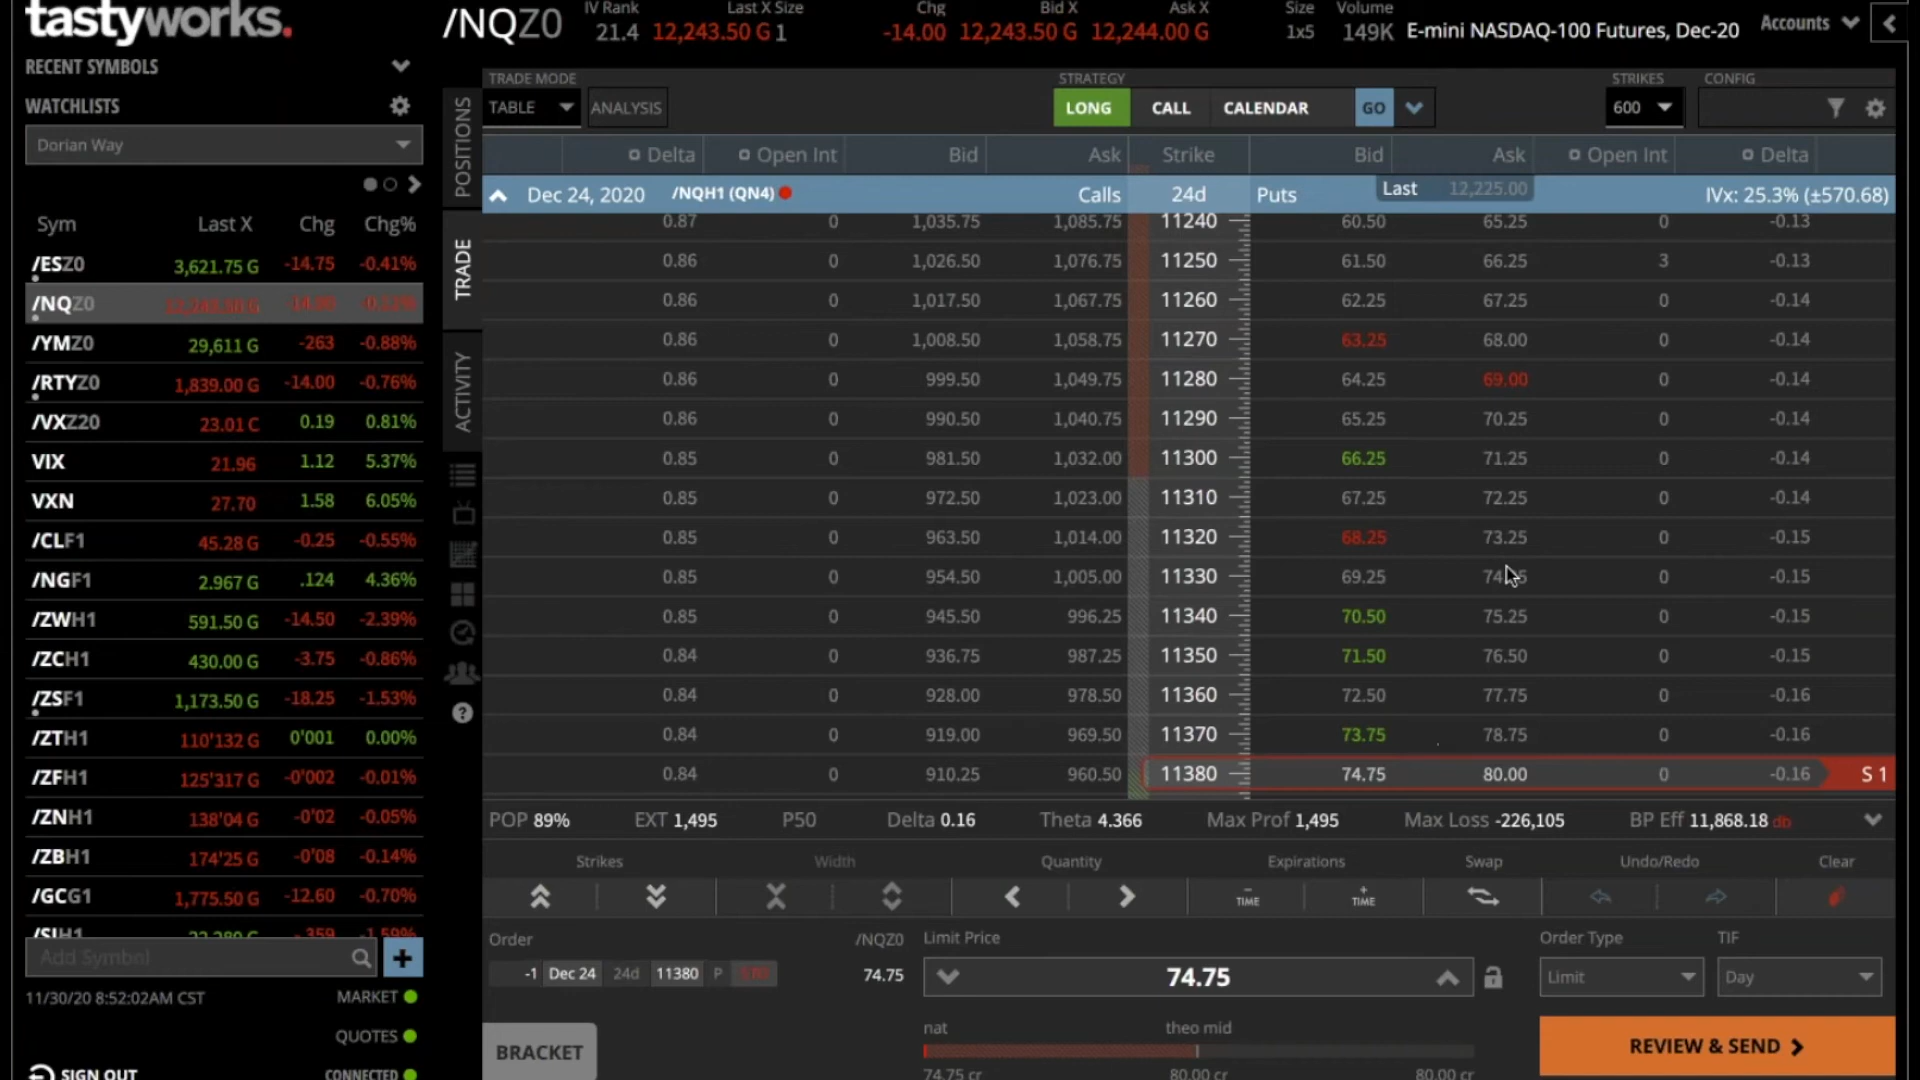 tastyworks.
RECENT SYMBOLS
WATCHLISTS
Dorian Way
Sym Last X Chg Chg%
/ESZ0 3,621.75 G -14.75 -0.41%
/NQZ0
/YMZ0 29,611 G -263 -0.88%
/RTYZ0 1,839.00 G -14.00 -0.76%
/VXZ20 23.01 C 0.19 0.81%
VIX 21.96 1.12 5.37%
VXN 27.70 1.58 6.05%
/CLF1 45.28 G -0.25 -0.55%
/NGF1 2.967 G .124 4.36%
/ZWH1 591.50 G -14.50 -2.39%
/ZCH1 430.00 G -3.75 -0.86%
/ZSF1 1,173.50 G -18.25 -1.53%
/ZTH1 110'132 G 0'001 0.00%
/ZFH1 125'317 G -0'002 -0.01%
/ZNH1 138'04 G -0'02 -0.05%
/ZBH1 174'25 G -0'08 -0.14%
/GCG1 1,775.50 G -12.60 -0.70%
Add Symbol
11/30/20 8:52:02AM CST MARKET
QUOTES
SIGN OUT CONNECTED
/NQZ0
IV Rank Last X Size Chg Bid X Ask X Size Volume
21.4 12,243.50 G 1 -14.00 12,243.50 G 12,244.00 G 1x5 149K E-mini NASDAQ-100 Futures, Dec-20 Accounts
POSITIONS
TRADE
ACTIVITY
TRADE MODE STRATEGY STRIKES CONFIG
TABLE ANALYSIS LONG CALL CALENDAR GO 600
Delta Open Int Bid Ask Strike Bid Ask Open Int Delta
Dec 24, 2020 /NQH1 (QN4) Calls 24d Puts Last 12,225.00 IVx: 25.3% (±570.68)
0.87 0 1,035.75 1,085.75 11240 60.50 65.25 0 -0.13
0.86 0 1,026.50 1,076.75 11250 61.50 66.25 3 -0.13
0.86 0 1,017.50 1,067.75 11260 62.25 67.25 0 -0.14
0.86 0 1,008.50 1,058.75 11270 63.25 68.00 0 -0.14
0.86 0 999.50 1,049.75 11280 64.25 69.00 0 -0.14
0.86 0 990.50 1,040.75 11290 65.25 70.25 0 -0.14
0.85 0 981.50 1,032.00 11300 66.25 71.25 0 -0.14
0.85 0 972.50 1,023.00 11310 67.25 72.25 0 -0.14
0.85 0 963.50 1,014.00 11320 68.25 73.25 0 -0.15
0.85 0 954.50 1,005.00 11330 69.25 0 -0.15
0.85 0 945.50 996.25 11340 70.50 75.25 0 -0.15
0.85 0 936.75 987.25 11350 71.50 76.50 0 -0.15
0.84 0 928.00 978.50 11360 72.50 77.75 0 -0.16
0.84 0 919.00 969.50 11370 73.75 78.75 0 -0.16
0.84 0 910.25 960.50 11380 74.75 80.00 0 -0.16 S 1
POP 89% EXT 1,495 P50 Delta 0.16 Theta 4.366 Max Prof 1,495 Max Loss -226,105 BP Eff 11,868.18 db
Strikes Width Quantity Expirations Swap Undo/Redo Clear
TIME TIME
Order /NQZ0 Limit Price Order Type TIF
-1 Dec 24 24d 11380 P 74.75 74.75 Limit Day
BRACKET nat theo mid REVIEW & SEND
74.75 cr 80.00 cr 80.00 cr